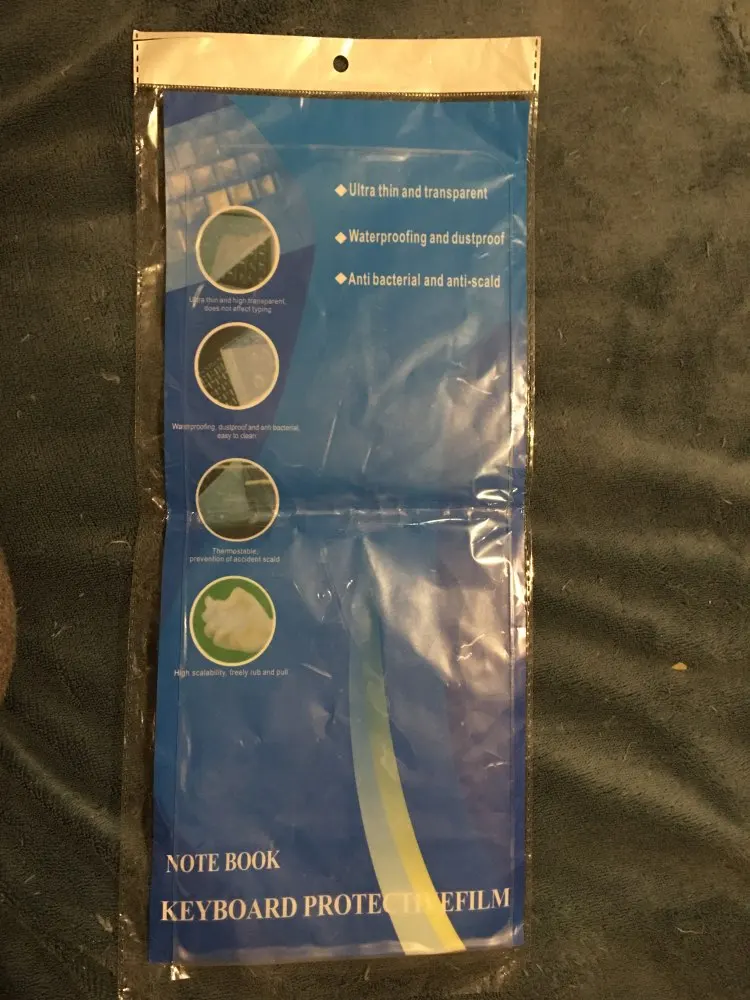 ◆Ultra thin and transparent
◆Waterproofing and dustproof
◆Anti bacterial and anti-scald
Ultra thin and high transparent,
does not affect typing
Waterproofing, dustproof and anti bacterial,
easy to clean
Thermostable,
prevention of accident scald
High scalability, freely rub and pull
NOTE BOOK
KEYBOARD PROTECTIVEFILM